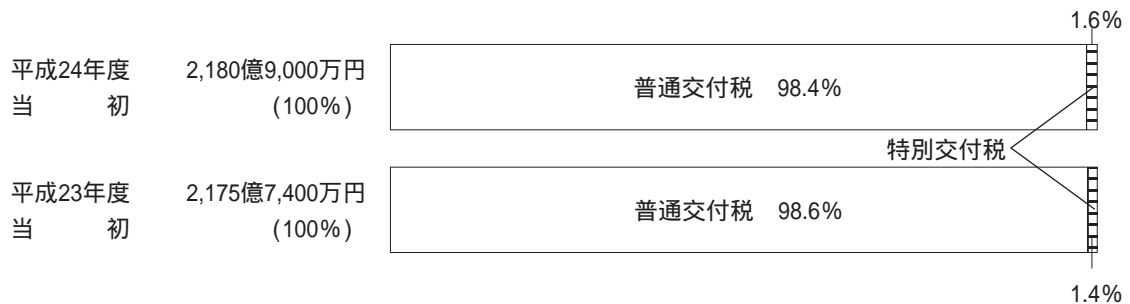 1.6%
平成24年度 2,180億9,000万円
当 初 (100%)
普通交付税 98.4%
特別交付税
平成23年度 2,175億7,400万円
当 初 (100%)
普通交付税 98.6%
1.4%